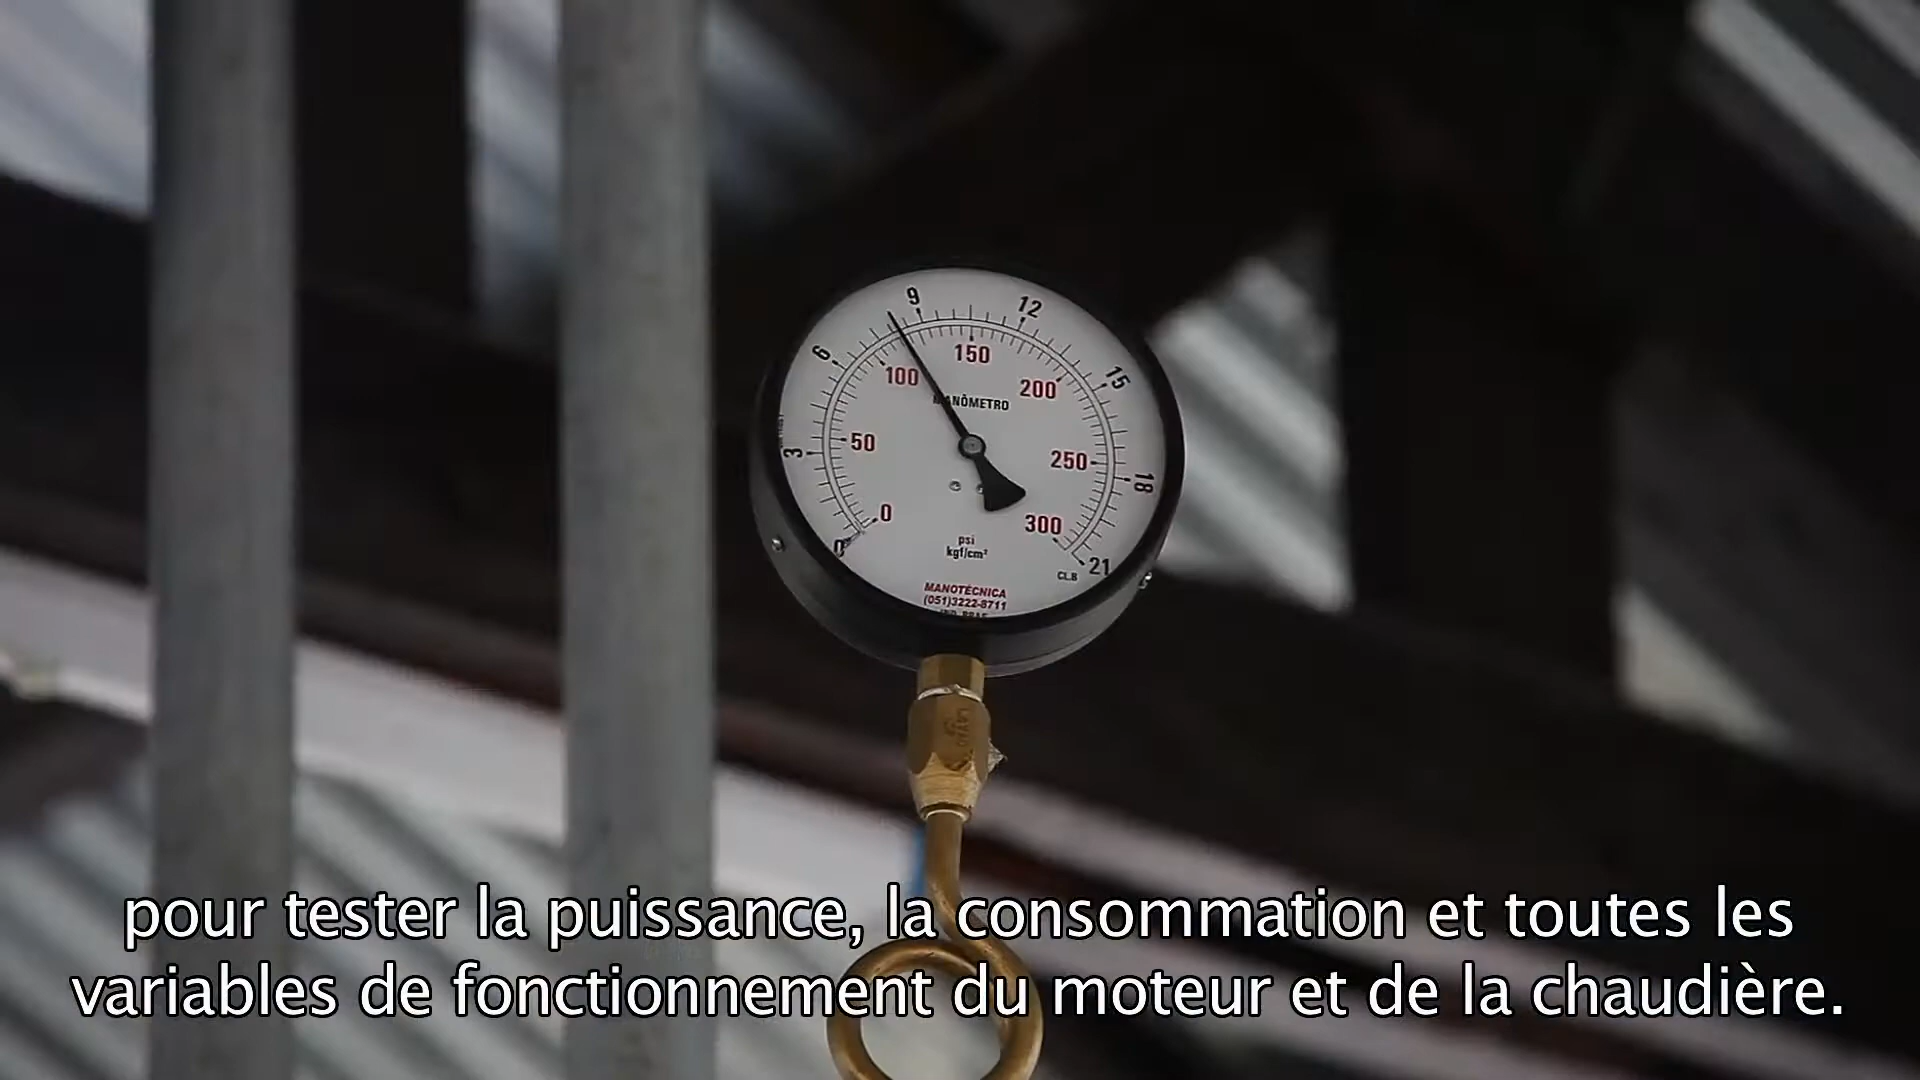 9
12
6
150
15
100
200
MANÔMETRO
50
3
250
18
0
300
psi
0
kgf/cm²
21
CL.B
MANOTÉCNICA
(051)3222-8711
pour tester la puissance, la consommation et toutes les
variables de fonctionnement du moteur et de la chaudière.